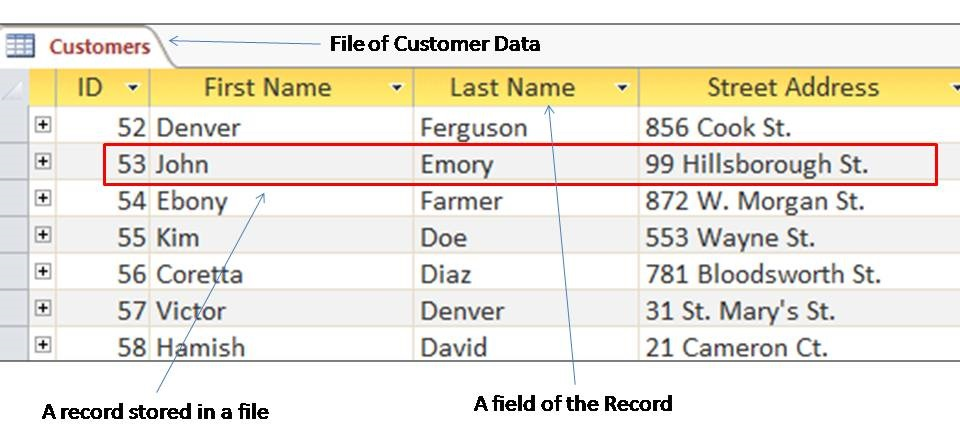 Customers File of Customer Data
ID First Name Last Name Street Address
52 Denver Ferguson 856 Cook St.
53 John Emory 99 Hillsborough St.
54 Ebony Farmer 872 W. Morgan St.
55 Kim Doe 553 Wayne St.
56 Coretta Diaz 781 Bloodsworth St.
57 Victor Denver 31 St. Mary's St.
58 Hamish David 21 Cameron Ct.
A record stored in a file A field of the Record